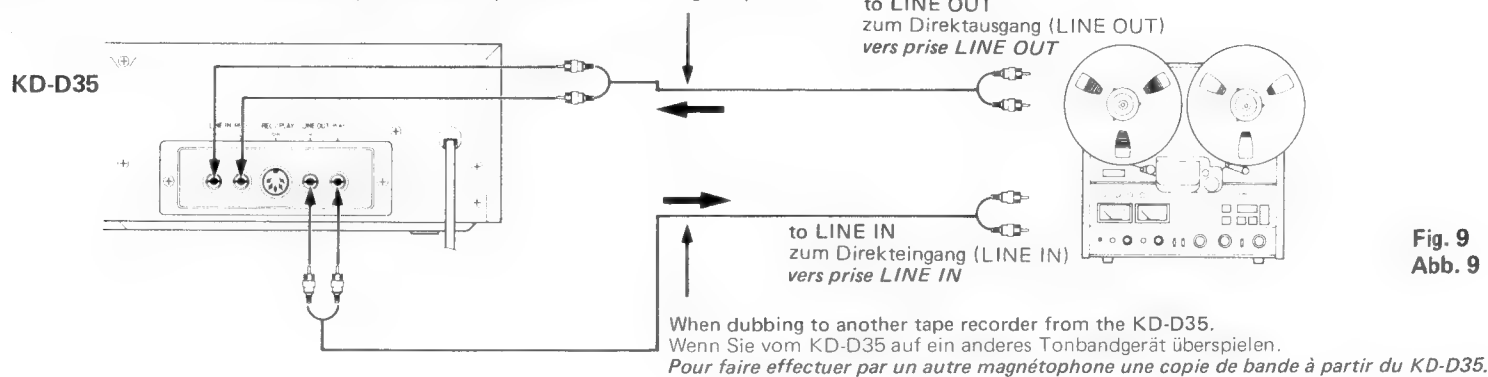 to LINE OUT
zum Direktausgang (LINE OUT)
vers prise LINE OUT
KD-D35
LINE IN REC REC / PLAY LINE OUT PLAY
to LINE IN
zum Direkteingang (LINE IN)
vers prise LINE IN
Fig. 9
Abb. 9
When dubbing to another tape recorder from the KD-D35.
Wenn Sie vom KD-D35 auf ein anderes Tonbandgerät überspielen.
Pour faire effectuer par un autre magnétophone une copie de bande à partir du KD-D35.